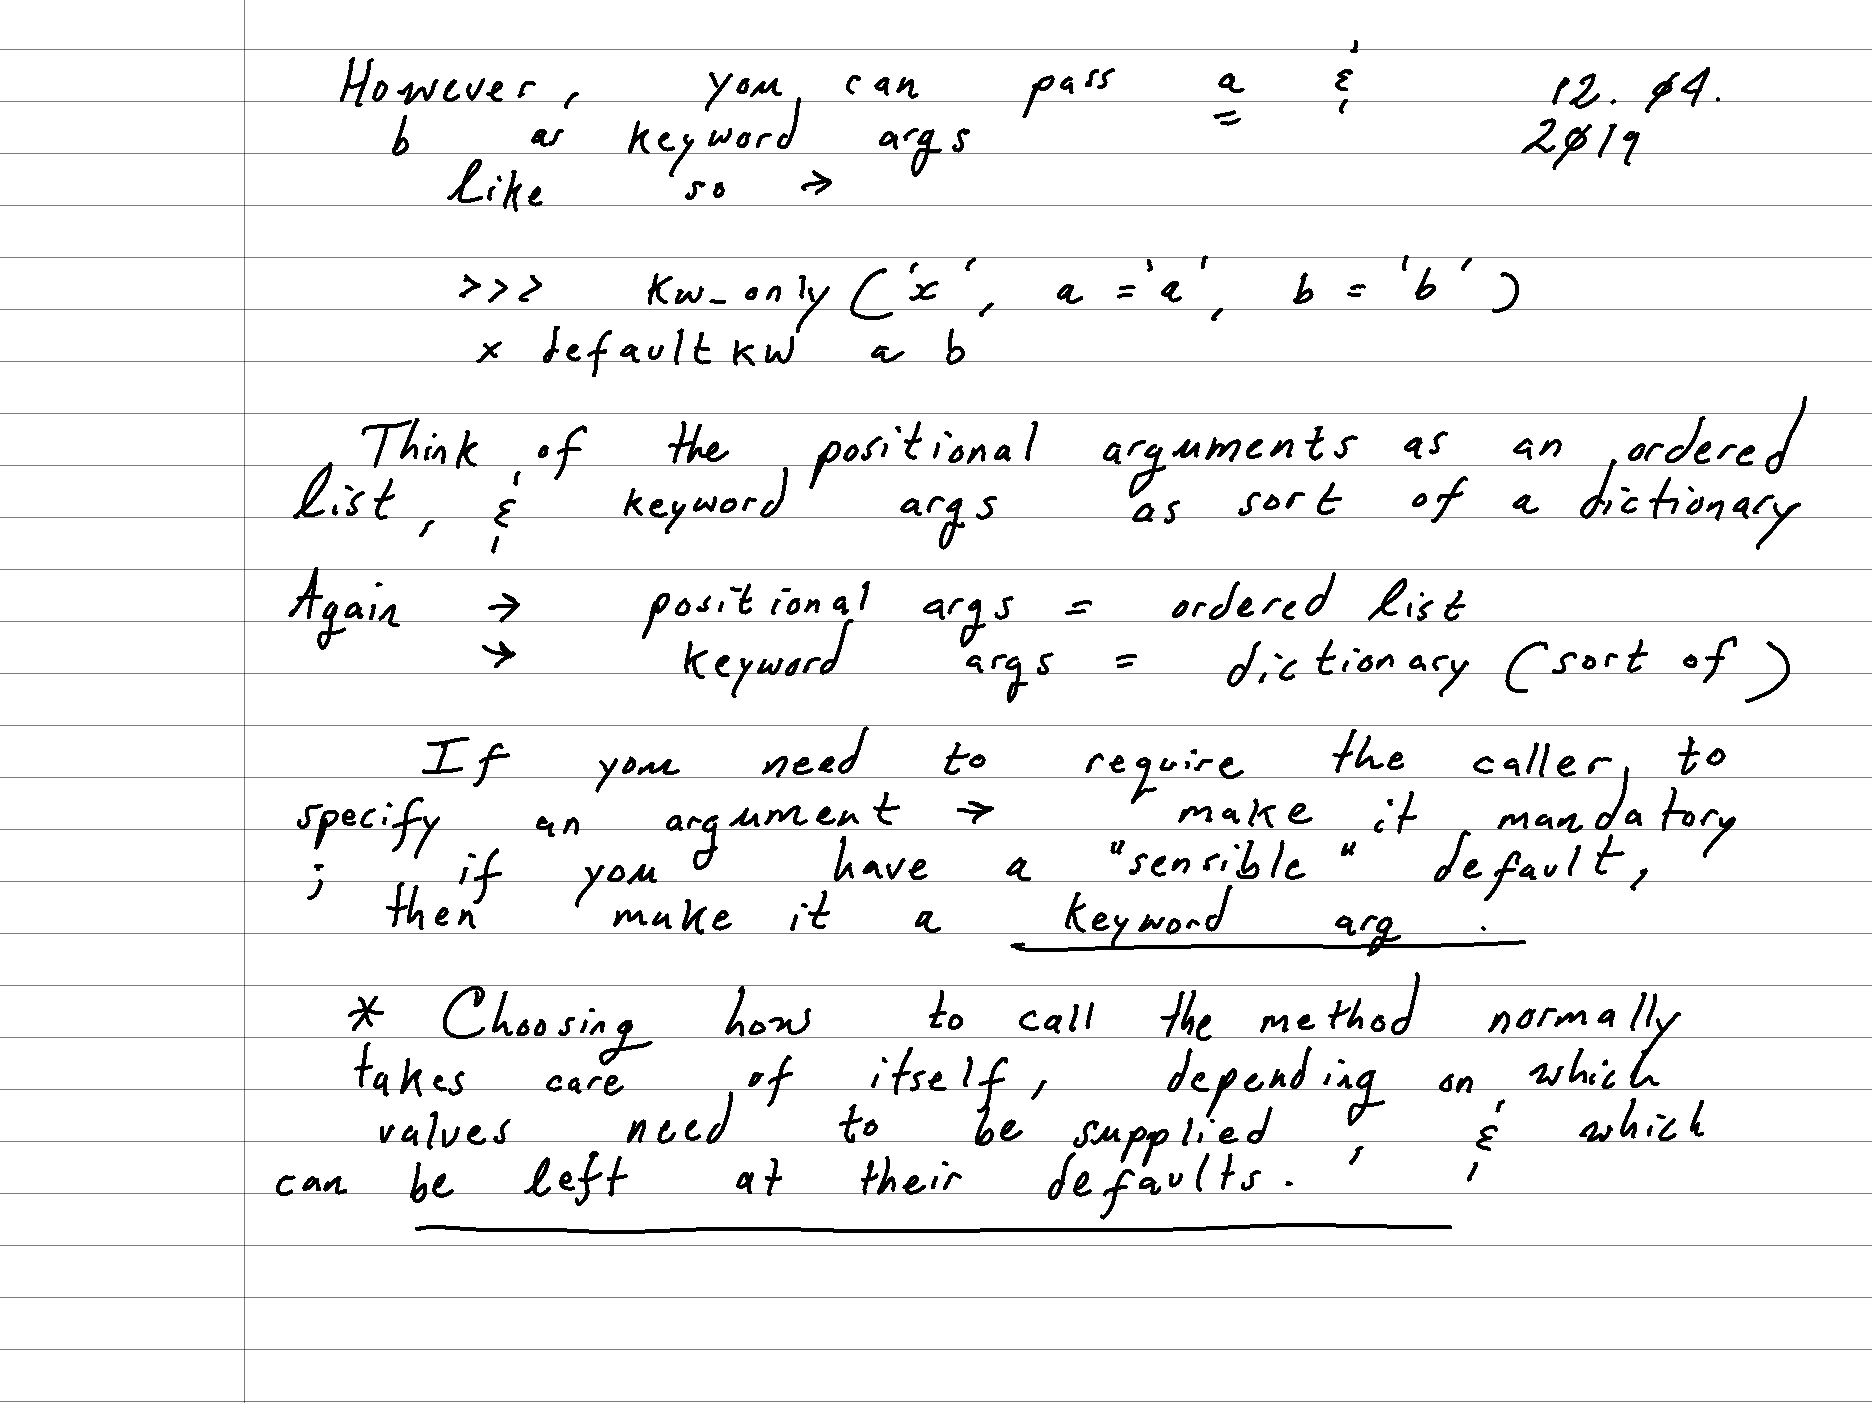 However, you can pass a &
12. 04.
b as keyword args
2019
like so →
>>> kw_only('x', a='a', b='b')
x defaultkw a b
Think of the positional arguments as an ordered
list, & keyword args as sort of a dictionary
Again → positional args = ordered list
→ keyword args = dictionary (sort of)
If you need to require the caller to
specify an argument → make it mandatory
; if you have a "sensible" default,
then make it a keyword arg.
* Choosing how to call the method normally
takes care of itself, depending on which
values need to be supplied, & which
can be left at their defaults.